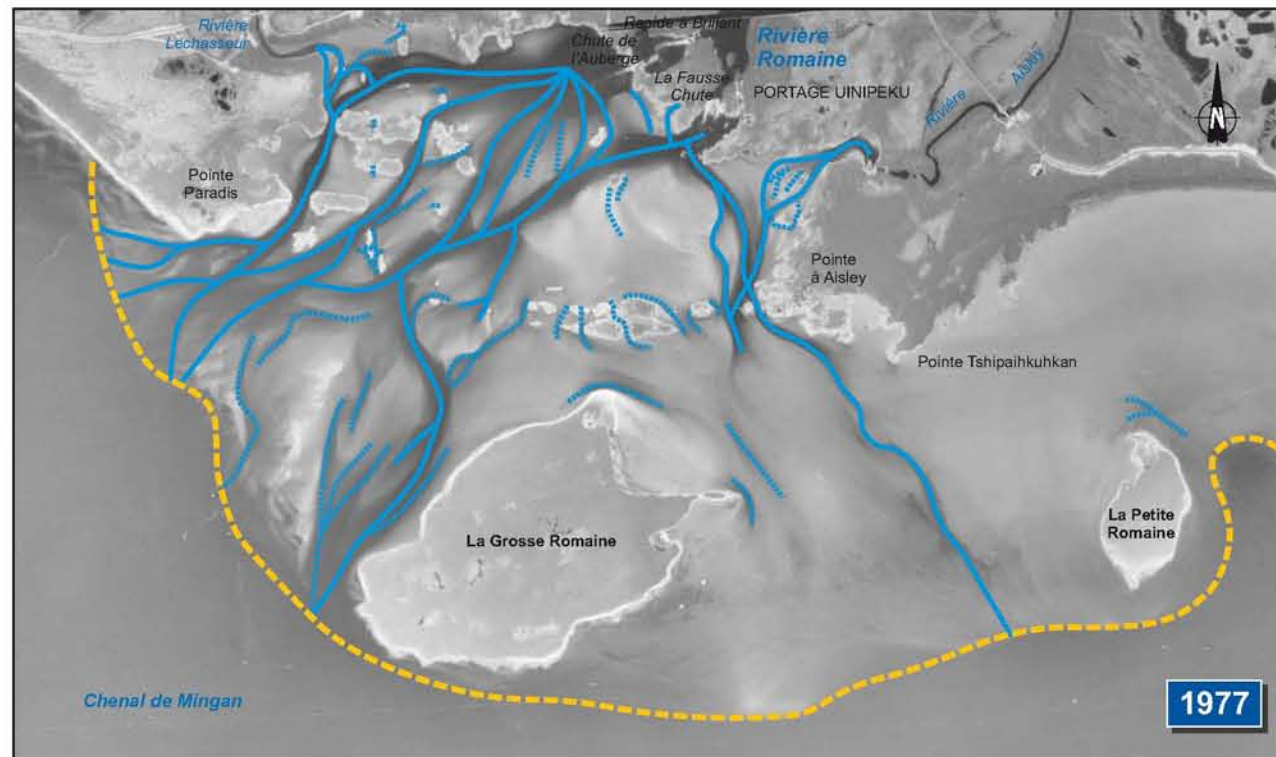 Rivière
Lechasseur
Rapide à Brillant
Chute de
l'Auberge
Rivière
Romaine
La Fausse
Chute
PORTAGE UINIPEKU
Rivière
Aisley
N
Pointe
Paradis
Pointe
à Aisley
Pointe Tshipaihkuhkan
La Grosse Romaine
La Petite
Romaine
Chenal de Mingan
1977